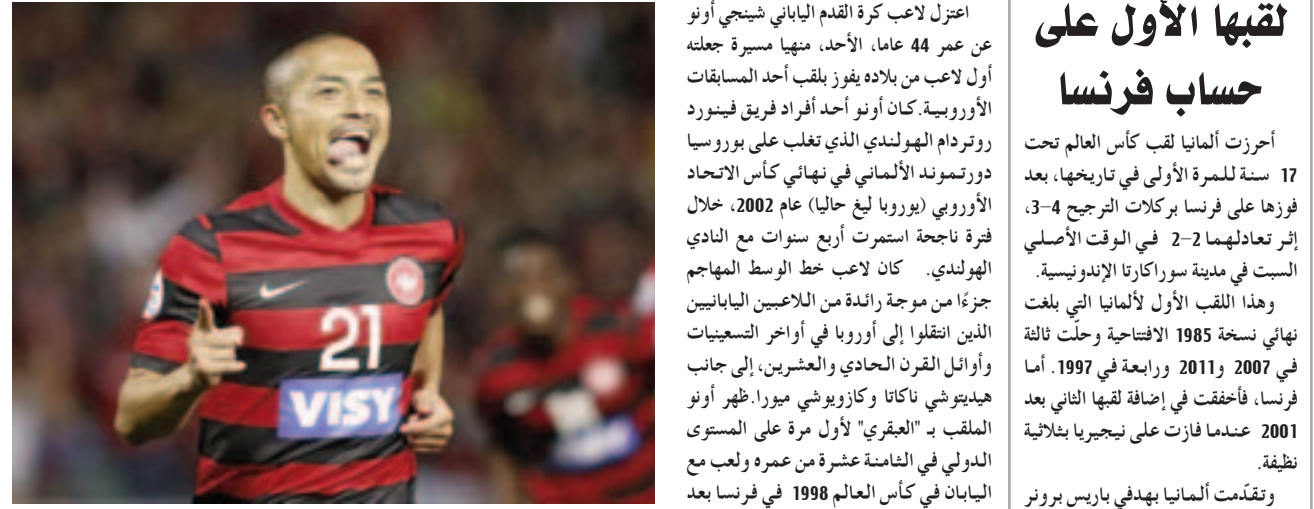 لقبها الأول على
حساب فرنسا
أحرزت ألمانيا لقب كأس العالم تحت
17 سنة للمرة الأولى في تاريخها، بعد
فوزها على فرنسا بركلات الترجيح 4–3،
إثر تعادلهما 2–2 في الوقت الأصلي
السبت في مدينة سوراكارتا الإندونيسية.
وهذا اللقب الأول لألمانيا التي بلغت
نهائي نسخة 1985 الافتتاحية وحلّت ثالثة
في 2007 و2011 ورابعة في 1997. أما
فرنسا، فأخفقت في إضافة لقبها الثاني بعد
2001 عندما فازت على نيجيريا بثلاثية
نظيفة.
وتقدّمت ألمانيا بهدفي باريس برونر
اعتزل لاعب كرة القدم الياباني شينجي أونو
عن عمر 44 عاما، الأحد، منهيا مسيرة جعلته
أول لاعب من بلاده يفوز بلقب أحد المسابقات
الأوروبية.كان أونو أحد أفراد فريق فينورد
روتردام الهولندي الذي تغلب على بوروسيا
دورتموند الألماني في نهائي كأس الاتحاد
الأوروبي (يوروبا ليغ حاليا) عام 2002، خلال
فترة ناجحة استمرت أربع سنوات مع النادي
الهولندي. كان لاعب خط الوسط المهاجم
جزءًا من موجة رائدة من اللاعبين اليابانيين
الذين انتقلوا إلى أوروبا في أواخر التسعينيات
وأوائل القرن الحادي والعشرين، إلى جانب
هيديتوشي ناكاتا وكازويوشي ميورا.ظهر أونو
الملقب بـ "العبقري" لأول مرة على المستوى
الدولي في الثامنة عشرة من عمره ولعب مع
اليابان في كأس العالم 1998 في فرنسا بعد
21
VISY